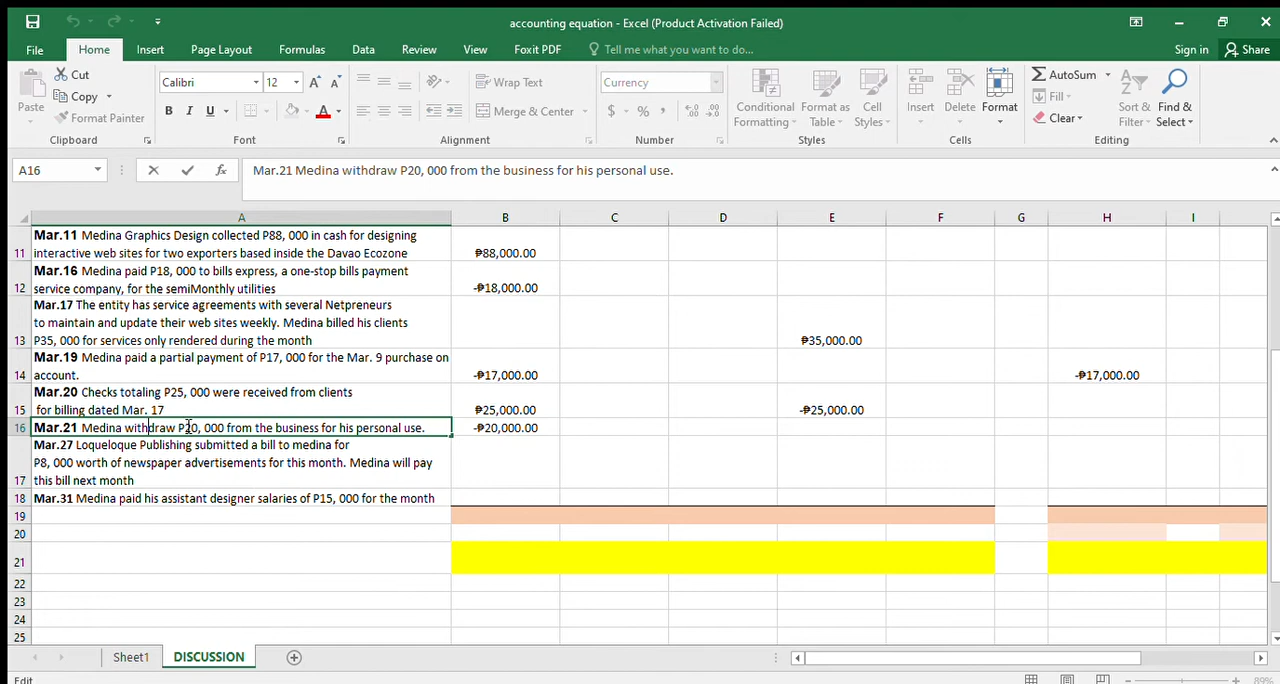 accounting equation - Excel (Product Activation Failed)
File Home Insert Page Layout Formulas Data Review View Foxit PDF Tell me what you want to do... Sign in Share
Paste
Cut
Copy
Format Painter
Clipboard
Calibri 12
B I U
Font
Wrap Text
Merge & Center
Alignment
Currency
$ % ,
Number
Conditional Formatting
Format as Table
Cell Styles
Styles
Insert Delete Format
Cells
AutoSum
Fill
Clear
Sort & Filter
Find & Select
Editing
A16 fx Mar.21 Medina withdraw P20, 000 from the business for his personal use.
A B C D E F G H I
Mar.11 Medina Graphics Design collected P88, 000 in cash for designing
11 interactive web sites for two exporters based inside the Davao Ecozone ₱88,000.00
Mar.16 Medina paid P18, 000 to bills express, a one-stop bills payment
12 service company, for the semiMonthly utilities -₱18,000.00
Mar.17 The entity has service agreements with several Netpreneurs
to maintain and update their web sites weekly. Medina billed his clients
13 P35, 000 for services only rendered during the month ₱35,000.00
Mar.19 Medina paid a partial payment of P17, 000 for the Mar. 9 purchase on
14 account. -₱17,000.00 -₱17,000.00
Mar.20 Checks totaling P25, 000 were received from clients
15 for billing dated Mar. 17 ₱25,000.00 -₱25,000.00
16 Mar.21 Medina withdraw P20, 000 from the business for his personal use. -₱20,000.00
Mar.27 Loqueloque Publishing submitted a bill to medina for
P8, 000 worth of newspaper advertisements for this month. Medina will pay
17 this bill next month
18 Mar.31 Medina paid his assistant designer salaries of P15, 000 for the month
19
20
21
22
23
24
25
Sheet1 DISCUSSION
Edit 89%